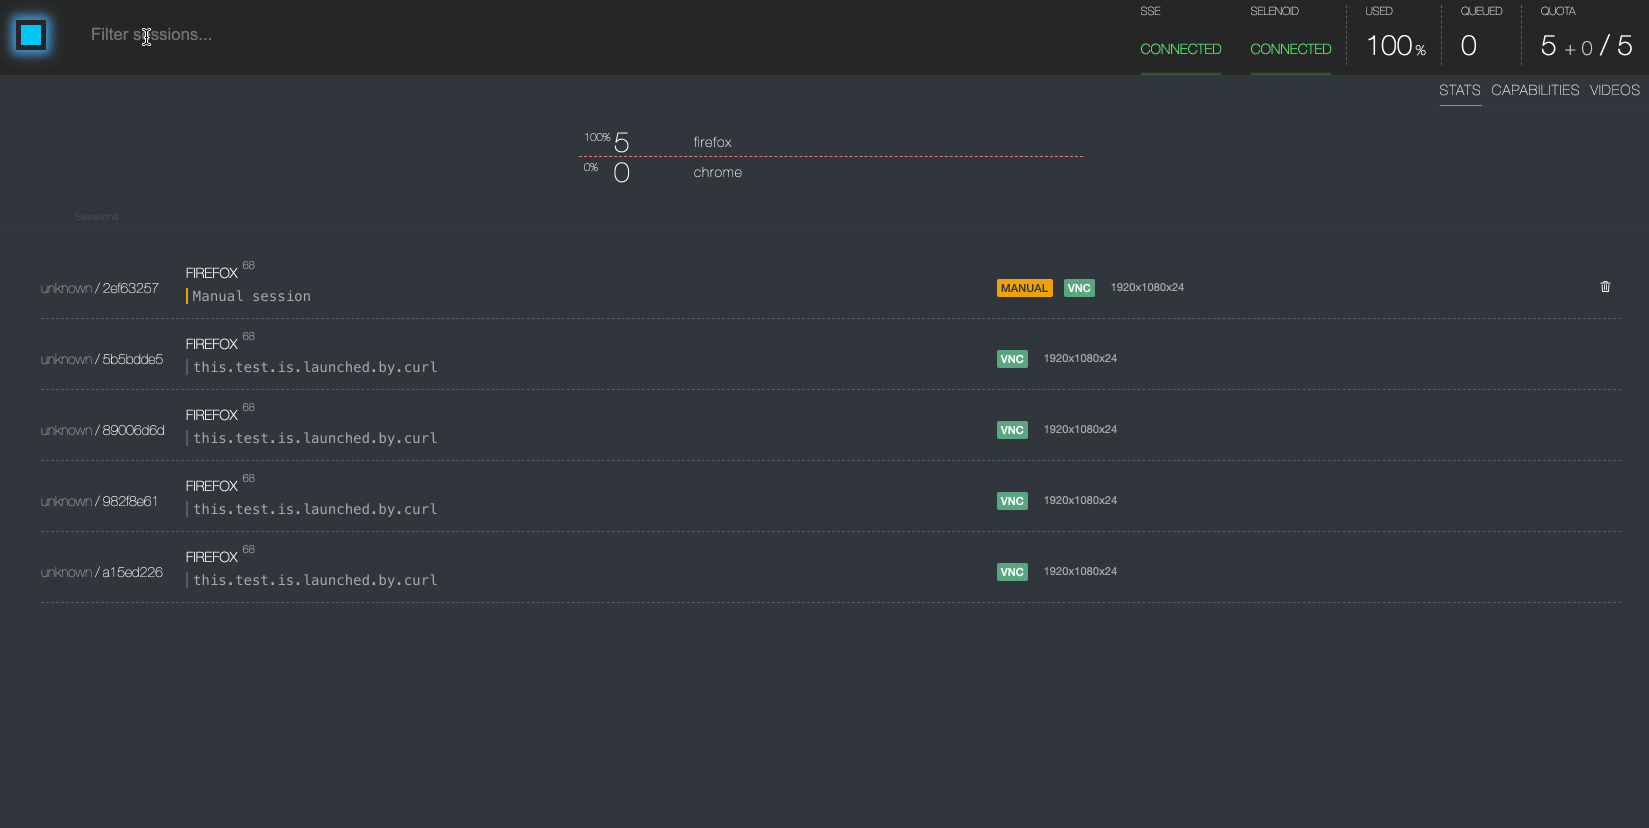 Filter sessions...
SSE
CONNECTED
SELENOID
CONNECTED
USED
100 %
QUEUED
0
QUOTA
5 + 0 / 5
STATS CAPABILITIES VIDEOS
100% 5 firefox
0% 0 chrome
Sessions
unknown / 2ef63257
FIREFOX 68
Manual session
MANUAL VNC 1920x1080x24
unknown / 5b5bdde5
FIREFOX 68
this.test.is.launched.by.curl
VNC 1920x1080x24
unknown / 89006d6d
FIREFOX 68
this.test.is.launched.by.curl
VNC 1920x1080x24
unknown / 982f8e61
FIREFOX 68
this.test.is.launched.by.curl
VNC 1920x1080x24
unknown / a15ed226
FIREFOX 68
this.test.is.launched.by.curl
VNC 1920x1080x24